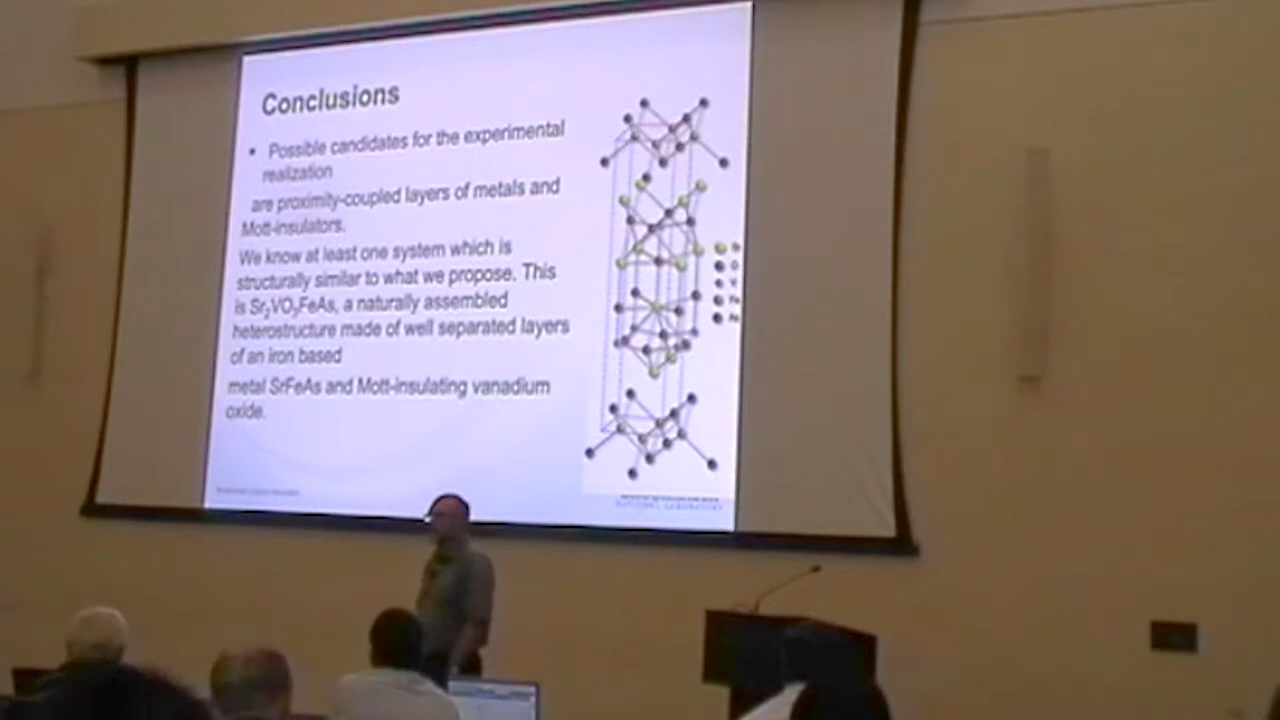 Conclusions
• Possible candidates for the experimental
realization
are proximity-coupled layers of metals and
Mott-insulators.
We know at least one system which is
structurally similar to what we propose. This
is Sr₂VO₃FeAs, a naturally assembled
heterostructure made of well separated layers
of an iron based
metal SrFeAs and Mott-insulating vanadium
oxide.
NATIONAL LABORATORY